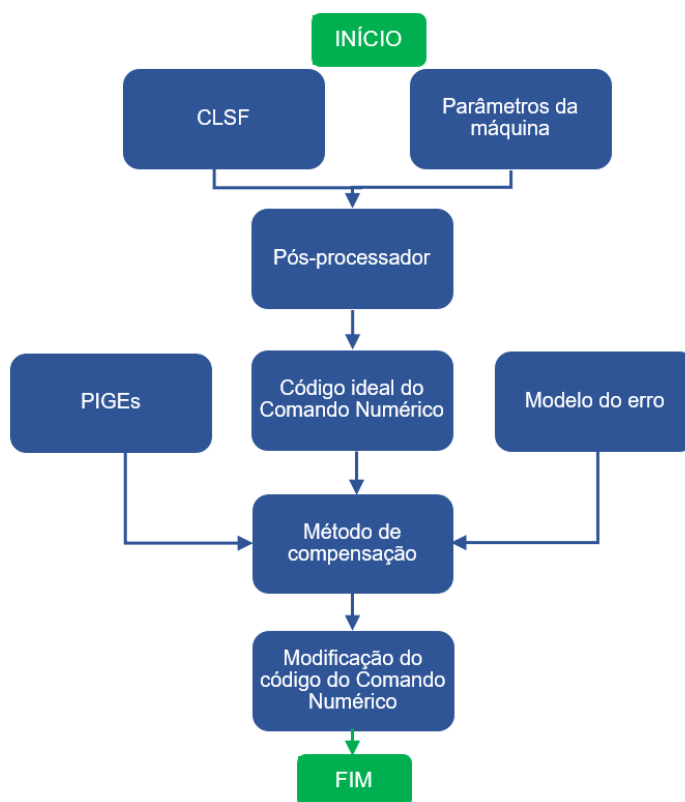 INÍCIO
CLSF
Parâmetros da
máquina
Pós-processador
PIGEs
Código ideal do
Comando Numérico
Modelo do erro
Método de
compensação
Modificação do
código do Comando
Numérico
FIM